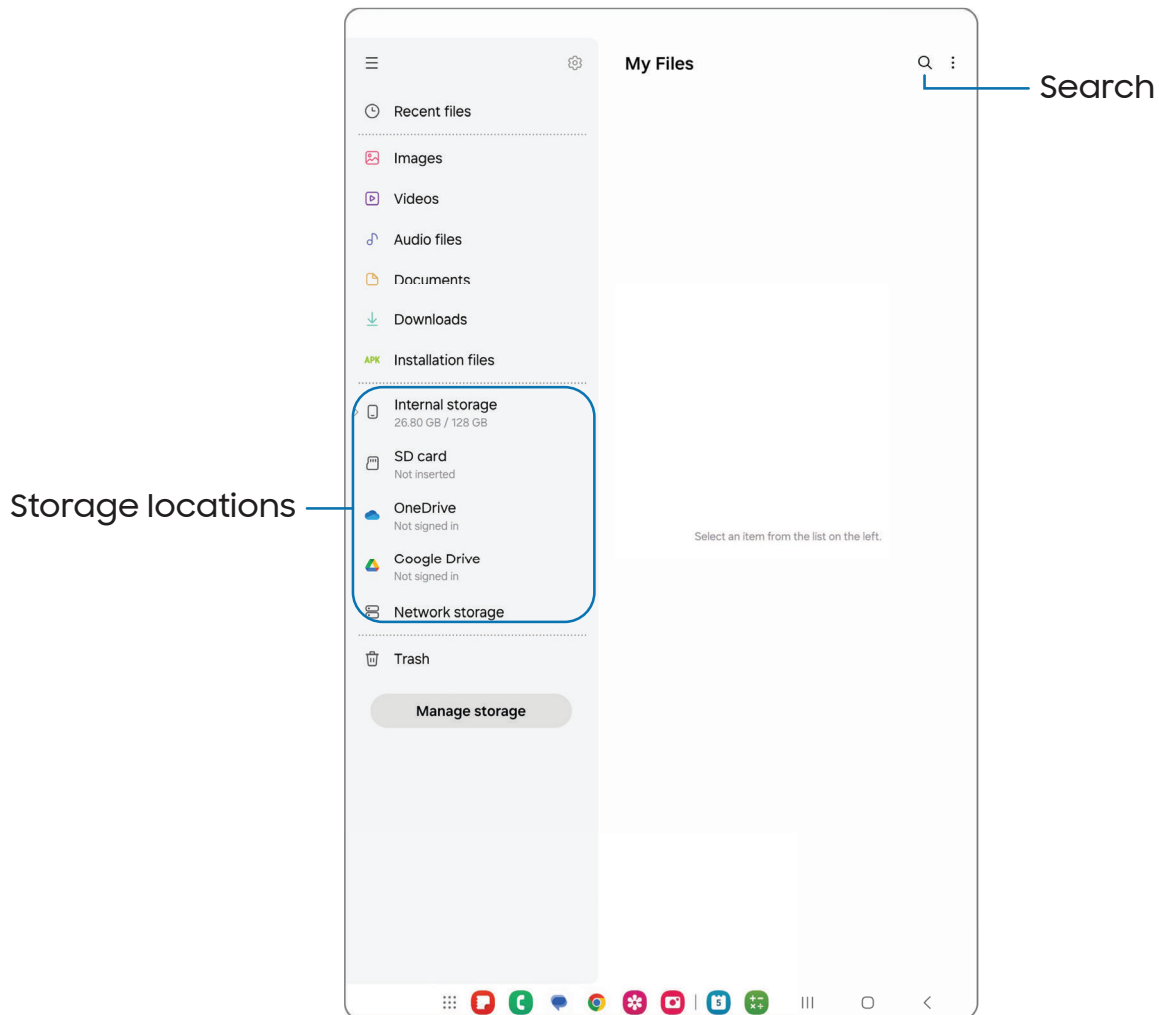 My Files
Search
Recent files
Images
Videos
Audio files
Documents
Downloads
APK Installation files
Internal storage
26.80 GB / 128 GB
SD card
Not inserted
Storage locations
OneDrive
Not signed in
Select an item from the list on the left.
Google Drive
Not signed in
Network storage
Trash
Manage storage
5